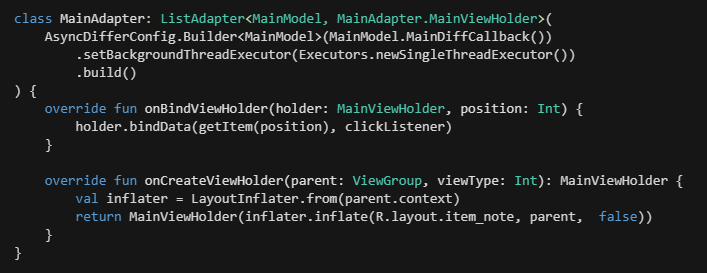 class MainAdapter: ListAdapter<MainModel, MainAdapter.MainViewHolder>(
    AsyncDifferConfig.Builder<MainModel>(MainModel.MainDiffCallback())
        .setBackgroundThreadExecutor(Executors.newSingleThreadExecutor())
        .build()
) {
    override fun onBindViewHolder(holder: MainViewHolder, position: Int) {
        holder.bindData(getItem(position), clickListener)
    }

    override fun onCreateViewHolder(parent: ViewGroup, viewType: Int): MainViewHolder {
        val inflater = LayoutInflater.from(parent.context)
        return MainViewHolder(inflater.inflate(R.layout.item_note, parent,  false))
    }
}